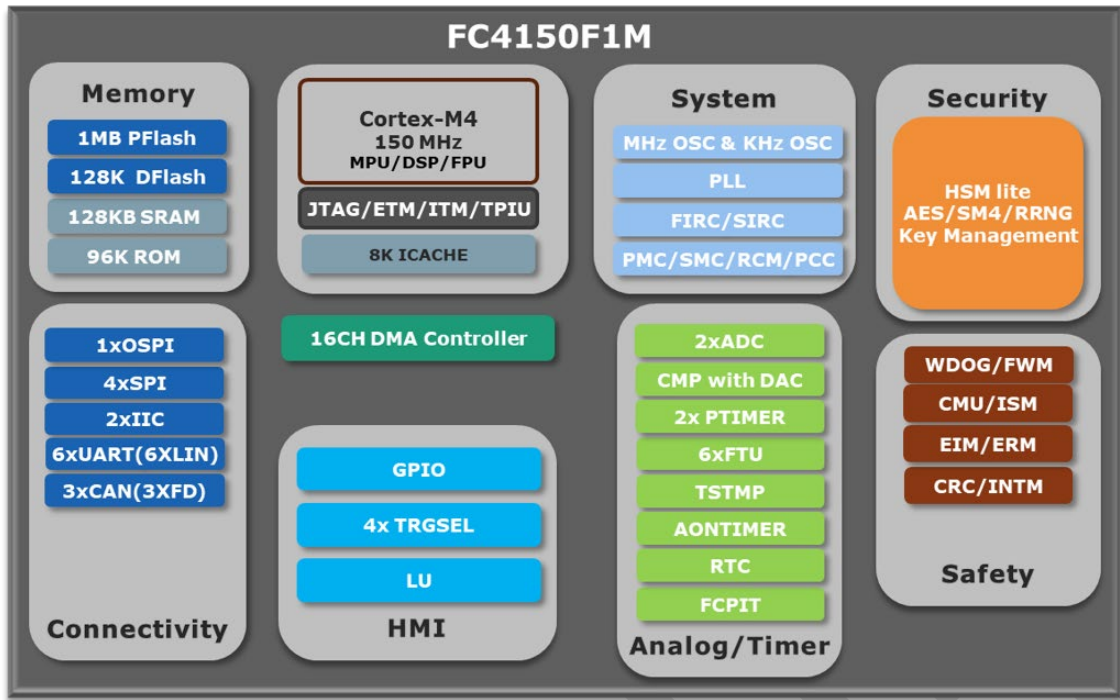 FC4150F1M
Memory
1MB PFlash
128K DFlash
128KB SRAM
96K ROM
Cortex-M4
150 MHz
MPU/DSP/FPU
JTAG/ETM/ITM/TPIU
8K ICACHE
System
MHz OSC & KHz OSC
PLL
FIRC/SIRC
PMC/SMC/RCM/PCC
Security
HSM lite
AES/SM4/RRNG
Key Management
1xOSPI
4xSPI
2xIIC
6xUART(6XLIN)
3xCAN(3XFD)
Connectivity
16CH DMA Controller
GPIO
4x TRGSEL
LU
HMI
2xADC
CMP with DAC
2x PTIMER
6xFTU
TSTMP
AONTIMER
RTC
FCPIT
Analog/Timer
WDOG/FWM
CMU/ISM
EIM/ERM
CRC/INTM
Safety